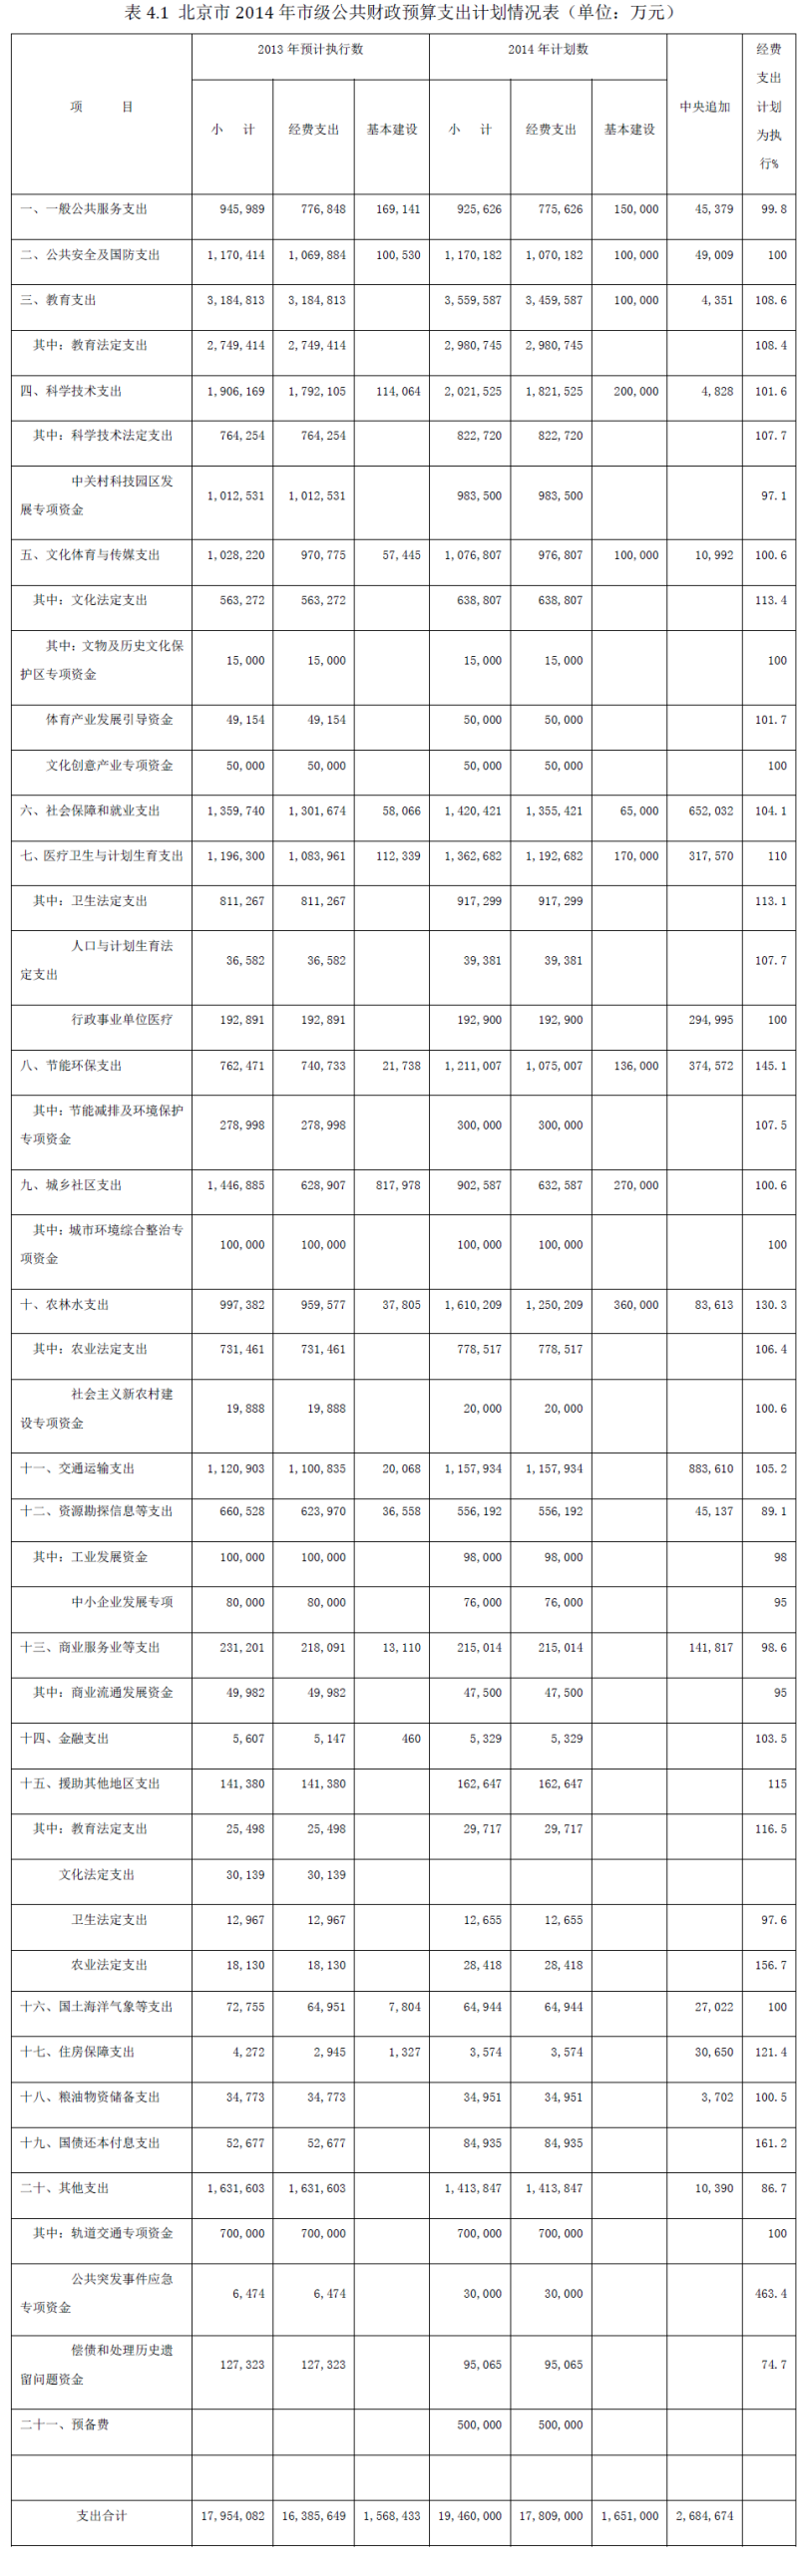 表 4.1 北京市 2014 年市级公共财政预算支出计划情况表（单位：万元）
项 目 2013 年预计执行数 2014 年计划数 中央追加 经费
支出
计划
为执
行%
小 计 经费支出 基本建设 小 计 经费支出 基本建设
一、一般公共服务支出 945,989 776,848 169,141 925,626 775,626 150,000 45,379 99.8
二、公共安全及国防支出 1,170,414 1,069,884 100,530 1,170,182 1,070,182 100,000 49,009 100
三、教育支出 3,184,813 3,184,813 3,559,587 3,459,587 100,000 4,351 108.6
其中：教育法定支出 2,749,414 2,749,414 2,980,745 2,980,745 108.4
四、科学技术支出 1,906,169 1,792,105 114,064 2,021,525 1,821,525 200,000 4,828 101.6
其中：科学技术法定支出 764,254 764,254 822,720 822,720 107.7
中关村科技园区发
展专项资金 1,012,531 1,012,531 983,500 983,500 97.1
五、文化体育与传媒支出 1,028,220 970,775 57,445 1,076,807 976,807 100,000 10,992 100.6
其中：文化法定支出 563,272 563,272 638,807 638,807 113.4
其中：文物及历史文化保
护区专项资金 15,000 15,000 15,000 15,000 100
体育产业发展引导资金 49,154 49,154 50,000 50,000 101.7
文化创意产业专项资金 50,000 50,000 50,000 50,000 100
六、社会保障和就业支出 1,359,740 1,301,674 58,066 1,420,421 1,355,421 65,000 652,032 104.1
七、医疗卫生与计划生育支出 1,196,300 1,083,961 112,339 1,362,682 1,192,682 170,000 317,570 110
其中：卫生法定支出 811,267 811,267 917,299 917,299 113.1
人口与计划生育法
定支出 36,582 36,582 39,381 39,381 107.7
行政事业单位医疗 192,891 192,891 192,900 192,900 294,995 100
八、节能环保支出 762,471 740,733 21,738 1,211,007 1,075,007 136,000 374,572 145.1
其中：节能减排及环境保护
专项资金 278,998 278,998 300,000 300,000 107.5
九、城乡社区支出 1,446,885 628,907 817,978 902,587 632,587 270,000 100.6
其中：城市环境综合整治专
项资金 100,000 100,000 100,000 100,000 100
十、农林水支出 997,382 959,577 37,805 1,610,209 1,250,209 360,000 83,613 130.3
其中：农业法定支出 731,461 731,461 778,517 778,517 106.4
社会主义新农村建
设专项资金 19,888 19,888 20,000 20,000 100.6
十一、交通运输支出 1,120,903 1,100,835 20,068 1,157,934 1,157,934 883,610 105.2
十二、资源勘探信息等支出 660,528 623,970 36,558 556,192 556,192 45,137 89.1
其中：工业发展资金 100,000 100,000 98,000 98,000 98
中小企业发展专项 80,000 80,000 76,000 76,000 95
十三、商业服务业等支出 231,201 218,091 13,110 215,014 215,014 141,817 98.6
其中：商业流通发展资金 49,982 49,982 47,500 47,500 95
十四、金融支出 5,607 5,147 460 5,329 5,329 103.5
十五、援助其他地区支出 141,380 141,380 162,647 162,647 115
其中：教育法定支出 25,498 25,498 29,717 29,717 116.5
文化法定支出 30,139 30,139
卫生法定支出 12,967 12,967 12,655 12,655 97.6
农业法定支出 18,130 18,130 28,418 28,418 156.7
十六、国土海洋气象等支出 72,755 64,951 7,804 64,944 64,944 27,022 100
十七、住房保障支出 4,272 2,945 1,327 3,574 3,574 30,650 121.4
十八、粮油物资储备支出 34,773 34,773 34,951 34,951 3,702 100.5
十九、国债还本付息支出 52,677 52,677 84,935 84,935 161.2
二十、其他支出 1,631,603 1,631,603 1,413,847 1,413,847 10,390 86.7
其中：轨道交通专项资金 700,000 700,000 700,000 700,000 100
公共突发事件应急
专项资金 6,474 6,474 30,000 30,000 463.4
偿债和处理历史遗
留问题资金 127,323 127,323 95,065 95,065 74.7
二十一、预备费 500,000 500,000
支出合计 17,954,082 16,385,649 1,568,433 19,460,000 17,809,000 1,651,000 2,684,674